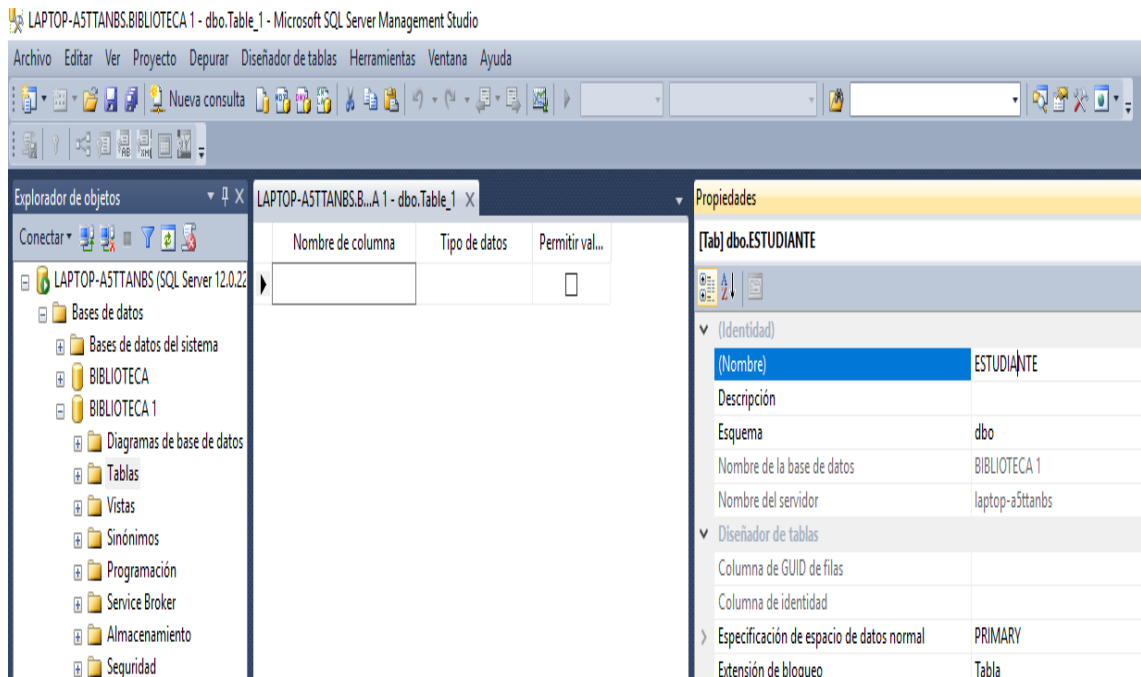 LAPTOP-A5TTANBS.BIBLIOTECA 1 - dbo.Table_1 - Microsoft SQL Server Management Studio
Archivo Editar Ver Proyecto Depurar Diseñador de tablas Herramientas Ventana Ayuda
Nueva consulta
Explorador de objetos
Conectar
LAPTOP-A5TTANBS (SQL Server 12.0.22
Bases de datos
Bases de datos del sistema
BIBLIOTECA
BIBLIOTECA 1
Diagramas de base de datos
Tablas
Vistas
Sinónimos
Programación
Service Broker
Almacenamiento
Seguridad
LAPTOP-A5TTANBS.B...A 1 - dbo.Table_1
Nombre de columna Tipo de datos Permitir val...
Propiedades
[Tab] dbo.ESTUDIANTE
(Identidad)
(Nombre) ESTUDIANTE
Descripción
Esquema dbo
Nombre de la base de datos BIBLIOTECA 1
Nombre del servidor laptop-a5ttanbs
Diseñador de tablas
Columna de GUID de filas
Columna de identidad
Especificación de espacio de datos normal PRIMARY
Extensión de bloqueo Tabla